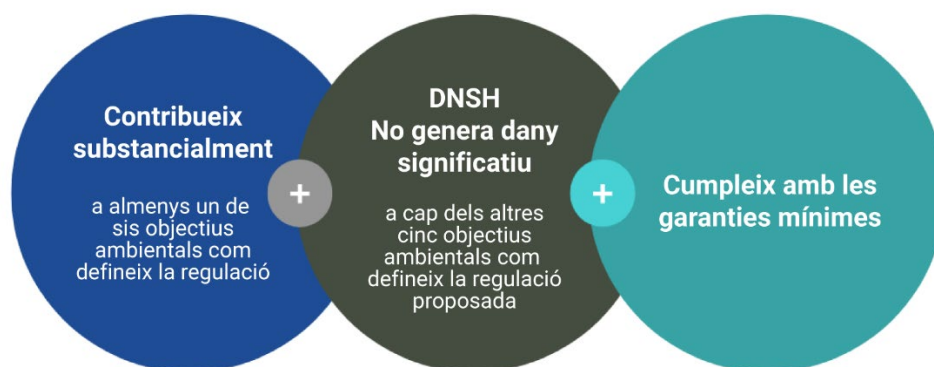 Contribueix
substancialment
a almenys un de
sis objectius
ambientals com
defineix la regulació
+
DNSH
No genera dany
significatiu
a cap dels altres
cinc objectius
ambientals com
defineix la regulació
proposada
+
Cumpleix amb les
garanties mínimes